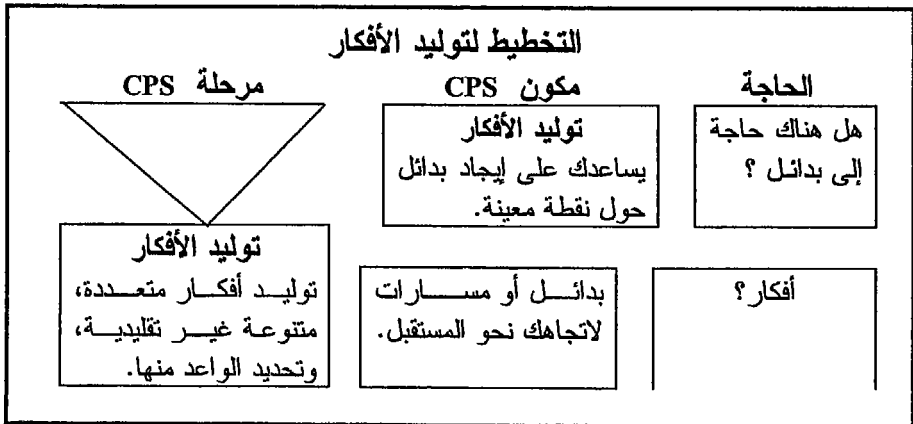 التخطيط لتوليد الأفكار
الحاجة
هل هناك حاجة
إلى بدائل ؟
أفكار؟
مكون CPS
توليد الأفكار
يساعدك على إيجاد بدائل
حول نقطة معينة.
بدائل أو مسارات
لاتجاهك نحو المستقبل.
مرحلة CPS
توليد الأفكار
توليد أفكار متعددة،
متنوعة غير تقليدية،
وتحديد الواعد منها.